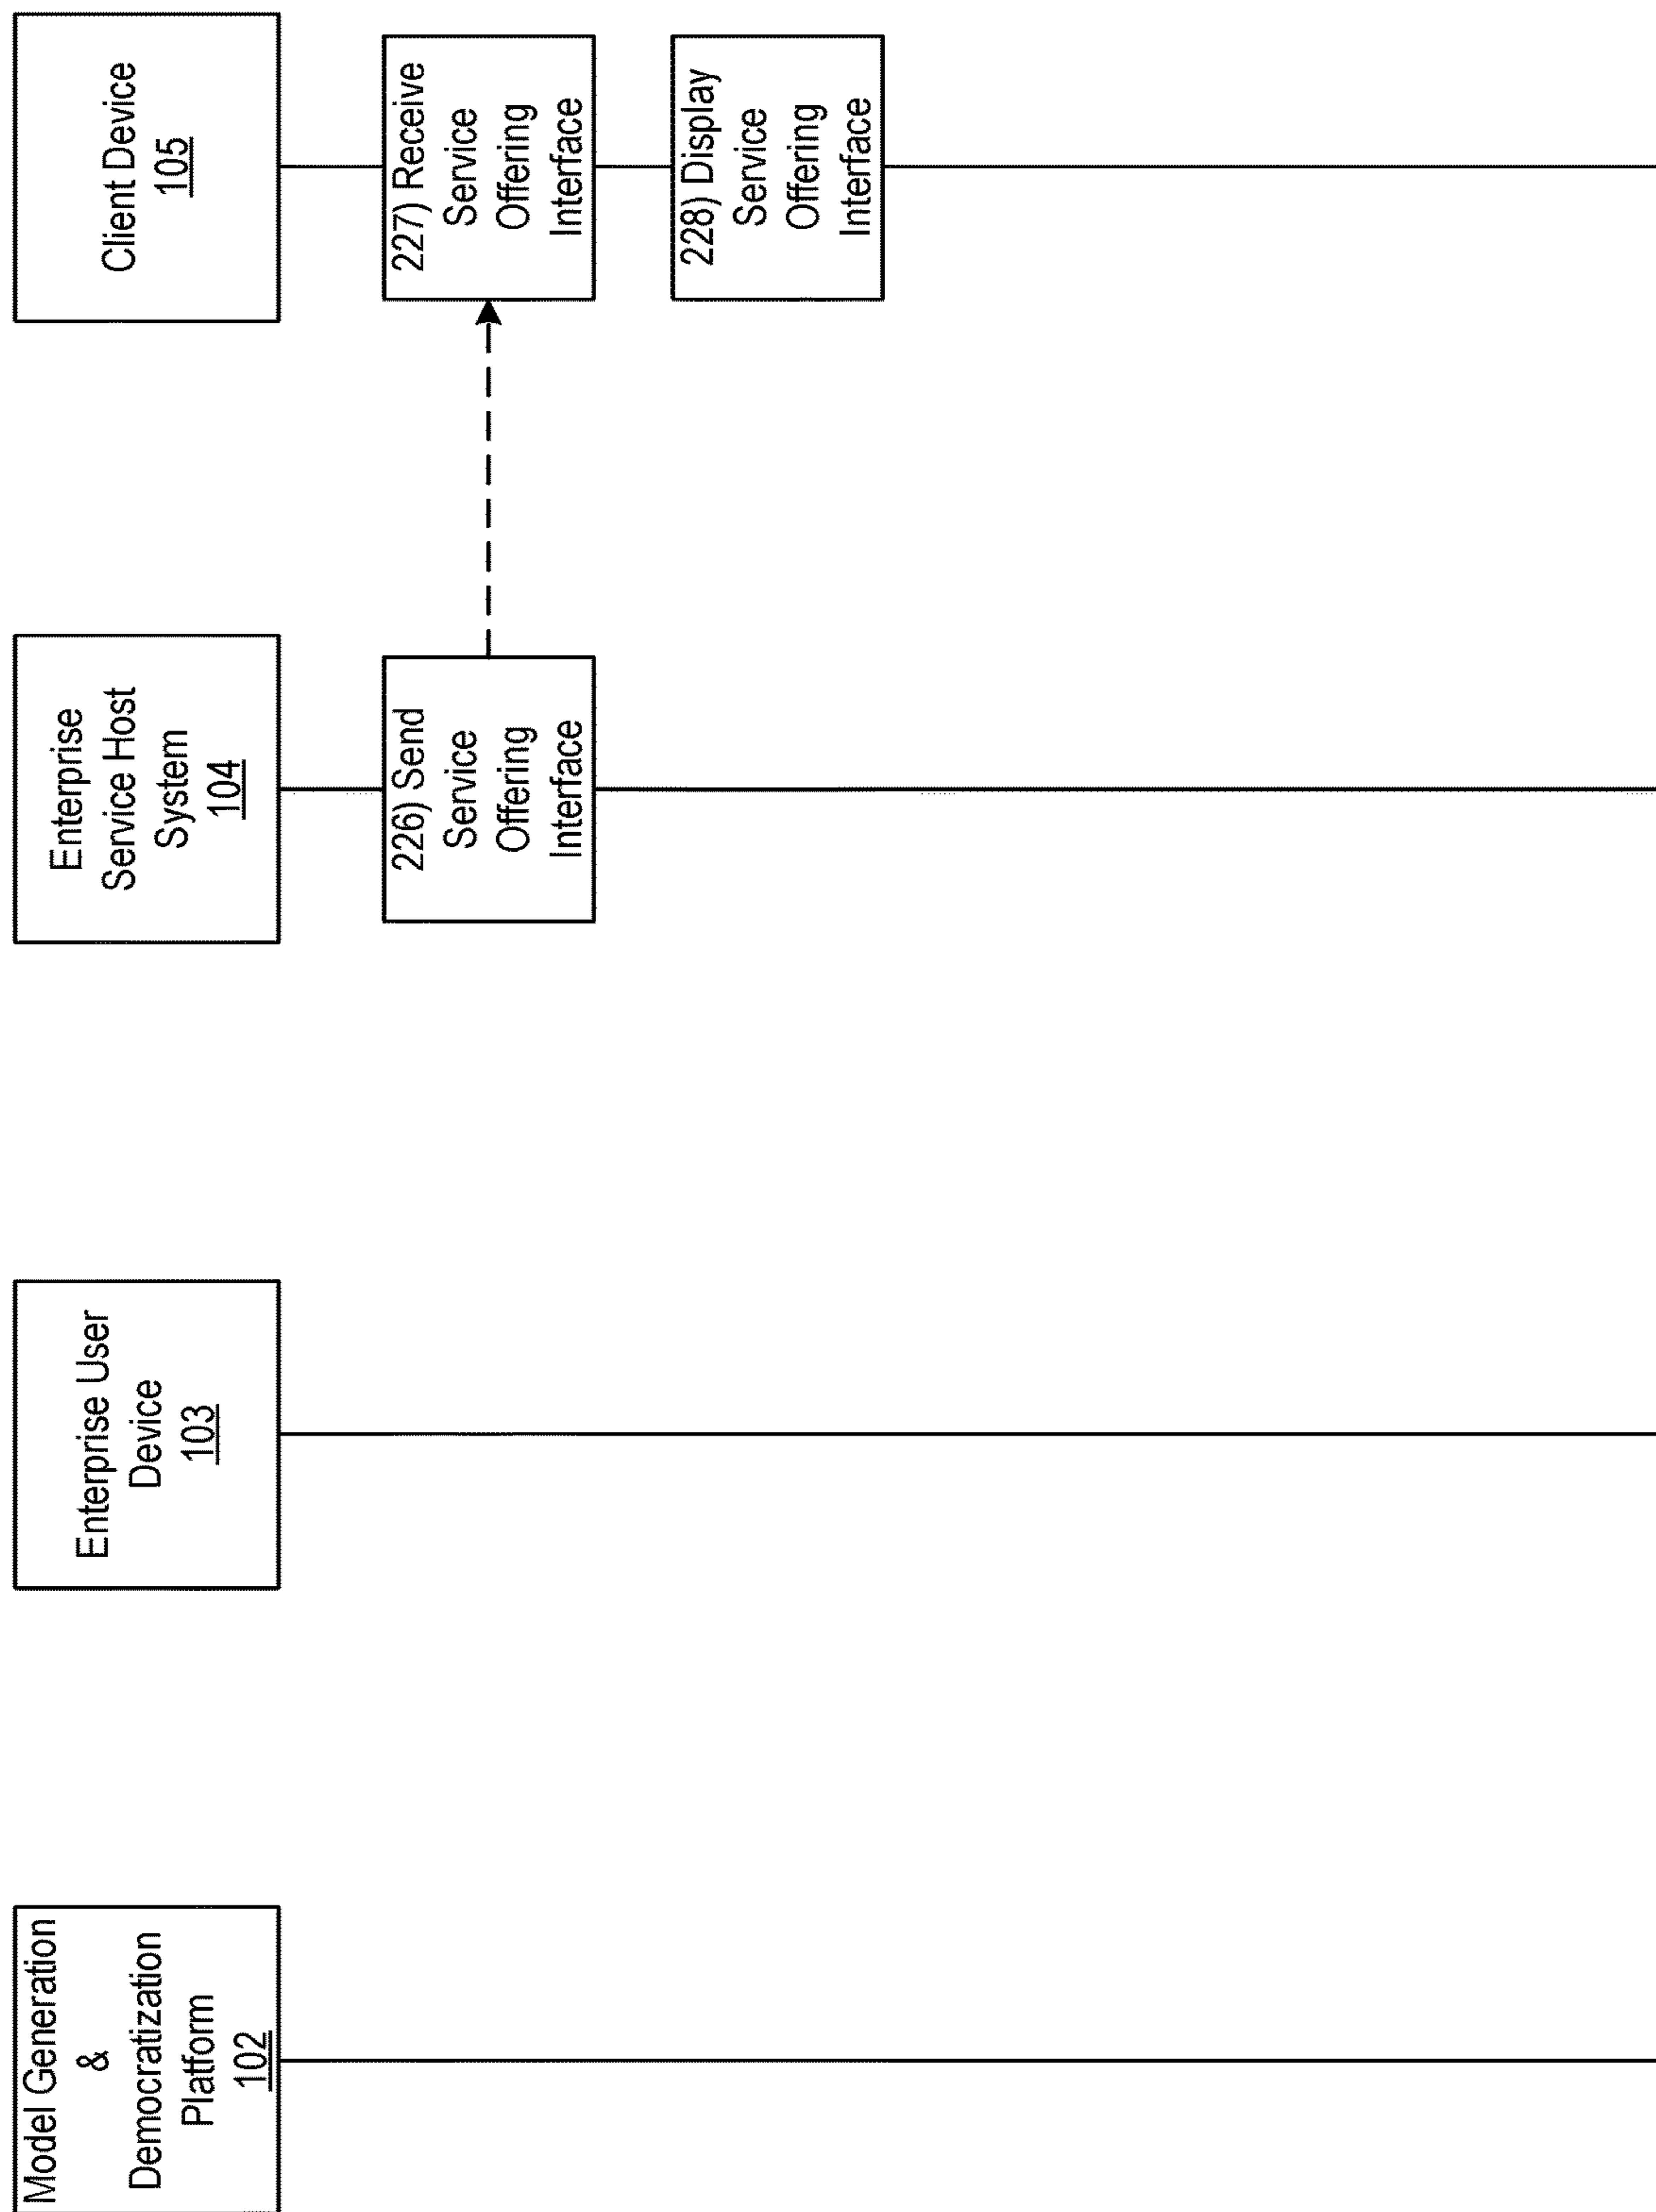 Model Generation
&
Democratization
Platform
102
Enterprise User
Device
103
Enterprise
Service Host
System
104
Client Device
105
226) Send
Service
Offering
Interface
227) Receive
Service
Offering
Interface
228) Display
Service
Offering
Interface